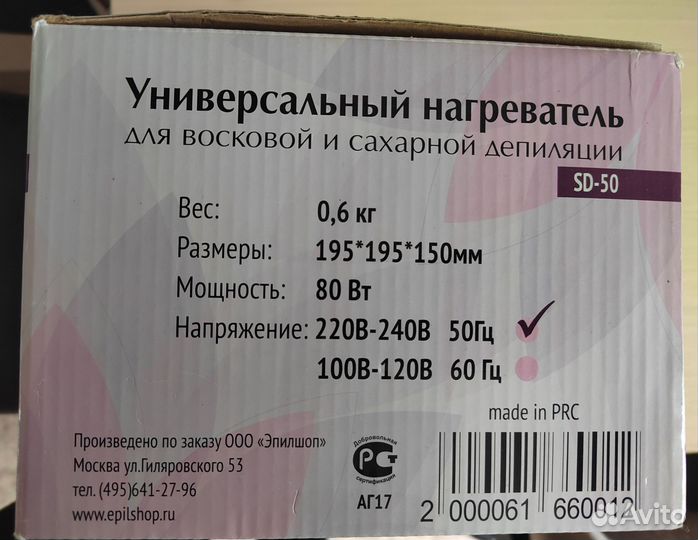 Универсальный нагреватель
для восковой и сахарной депиляции
SD-50
Вес: 0,6 кг
Размеры: 195*195*150мм
Мощность: 80 Вт
Напряжение: 220В-240В 50Гц
100В-120В 60 Гц
made in PRC
Произведено по заказу ООО «Эпилшоп»
Москва ул.Гиляровского 53
тел. (495)641-27-96
www.epilshop.ru
Добровольная
РСТ
сертификация
АГ17
2 000061 660012
Avito